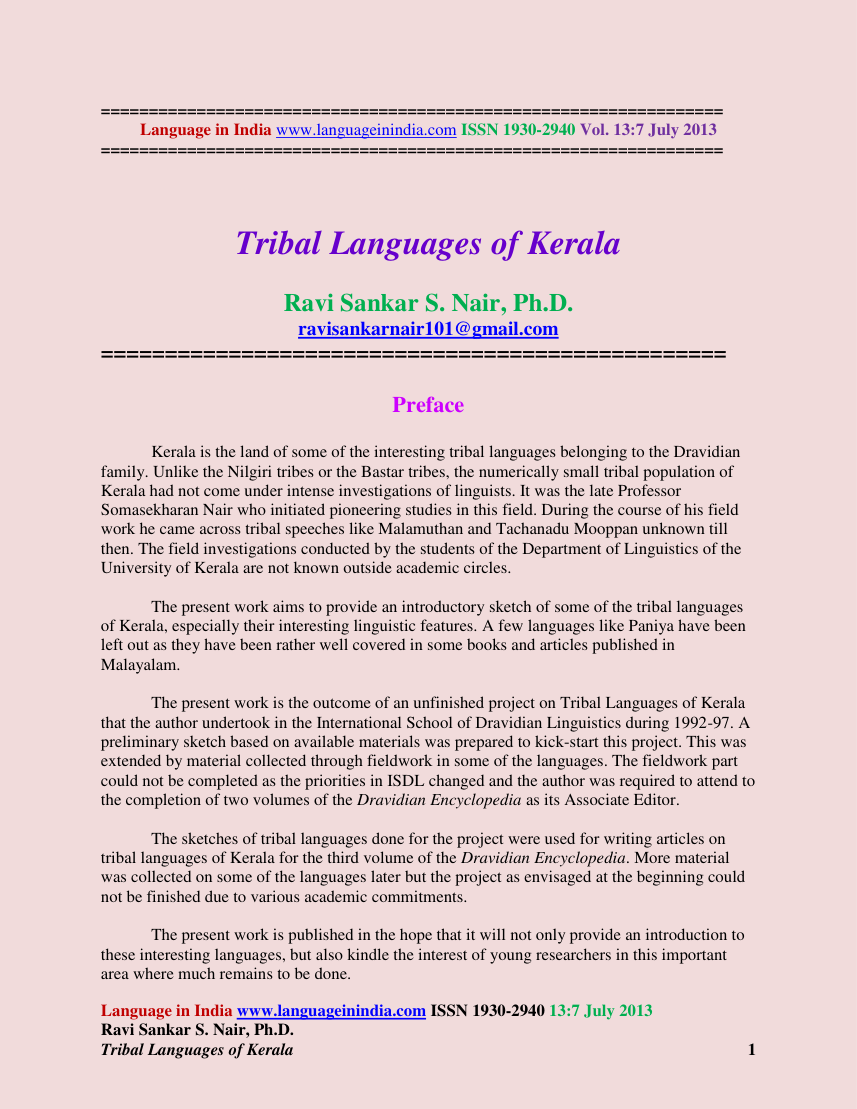 =================================================================
Language in India www.languageinindia.com ISSN 1930-2940 Vol. 13:7 July 2013
=================================================================
Tribal Languages of Kerala
Ravi Sankar S. Nair, Ph.D.
ravisankarnair101@gmail.com
=================================================
Preface
Kerala is the land of some of the interesting tribal languages belonging to the Dravidian
family. Unlike the Nilgiri tribes or the Bastar tribes, the numerically small tribal population of
Kerala had not come under intense investigations of linguists. It was the late Professor
Somasekharan Nair who initiated pioneering studies in this field. During the course of his field
work he came across tribal speeches like Malamuthan and Tachanadu Mooppan unknown till
then. The field investigations conducted by the students of the Department of Linguistics of the
University of Kerala are not known outside academic circles.
The present work aims to provide an introductory sketch of some of the tribal languages
of Kerala, especially their interesting linguistic features. A few languages like Paniya have been
left out as they have been rather well covered in some books and articles published in
Malayalam.
The present work is the outcome of an unfinished project on Tribal Languages of Kerala
that the author undertook in the International School of Dravidian Linguistics during 1992-97. A
preliminary sketch based on available materials was prepared to kick-start this project. This was
extended by material collected through fieldwork in some of the languages. The fieldwork part
could not be completed as the priorities in ISDL changed and the author was required to attend to
the completion of two volumes of the Dravidian Encyclopedia as its Associate Editor.
The sketches of tribal languages done for the project were used for writing articles on
tribal languages of Kerala for the third volume of the Dravidian Encyclopedia. More material
was collected on some of the languages later but the project as envisaged at the beginning could
not be finished due to various academic commitments.
The present work is published in the hope that it will not only provide an introduction to
these interesting languages, but also kindle the interest of young researchers in this important
area where much remains to be done.
Language in India www.languageinindia.com ISSN 1930-2940 13:7 July 2013
Ravi Sankar S. Nair, Ph.D.
Tribal Languages of Kerala 1